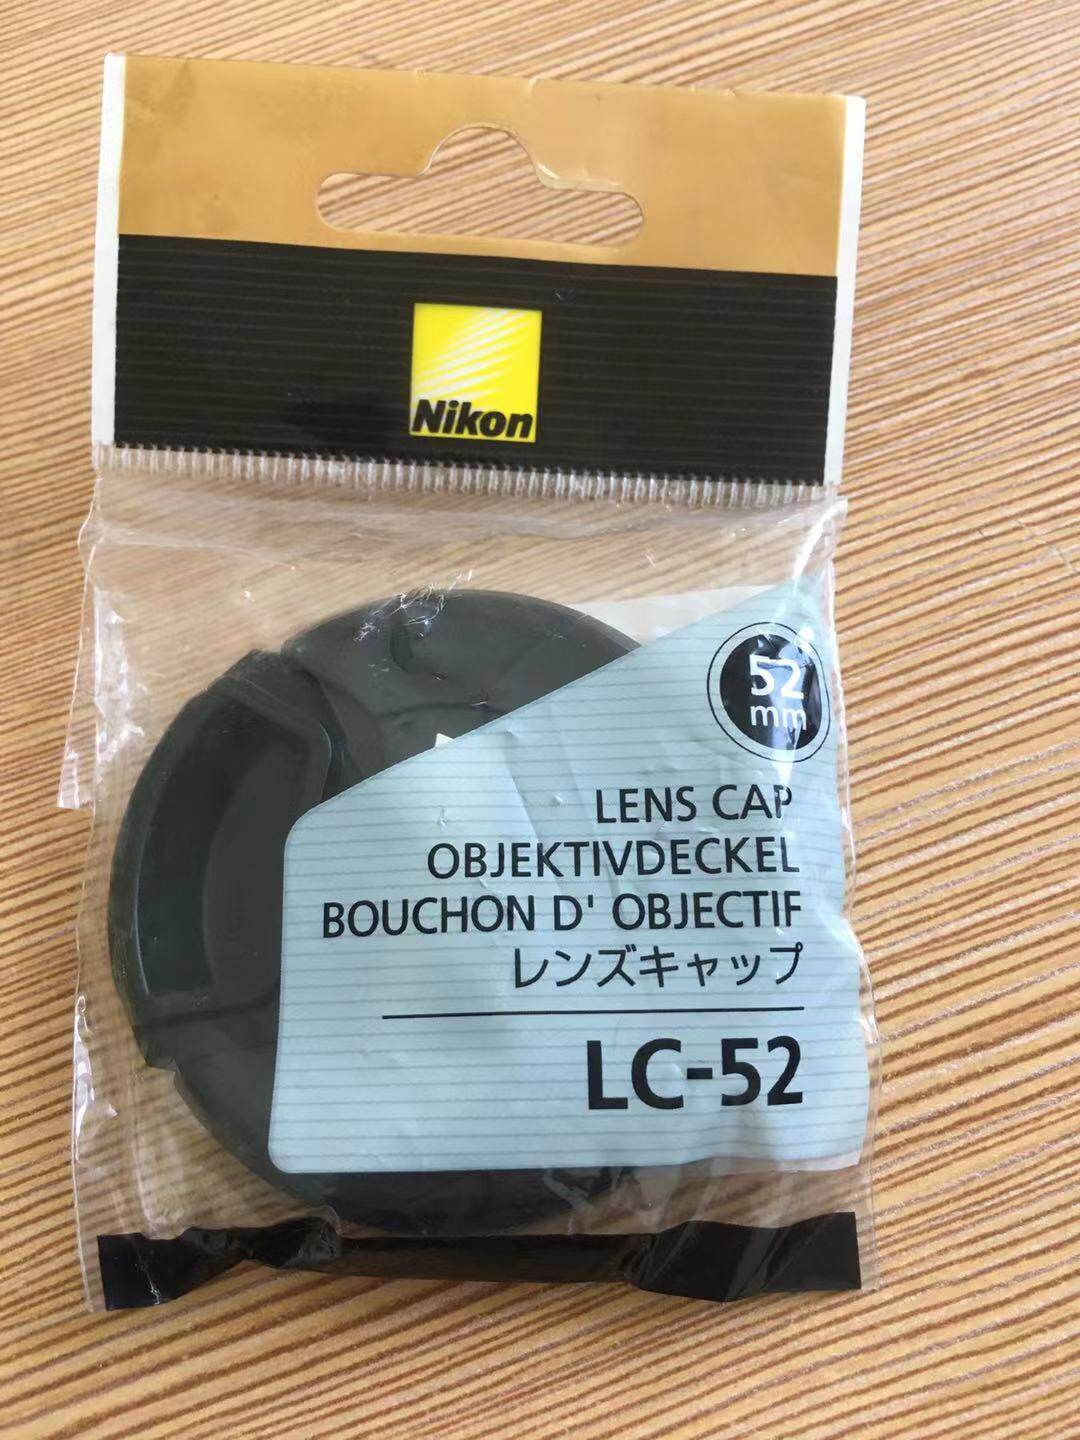 Nikon
52
mm
LENS CAP
OBJEKTIVDECKEL
BOUCHON D' OBJECTIF
レンズキャップ
LC-52